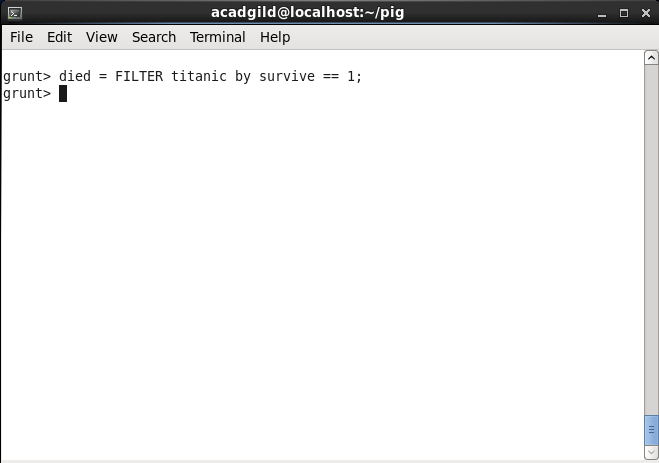 acadgild@localhost:~/pig
File Edit View Search Terminal Help
grunt> died = FILTER titanic by survive == 1;
grunt>